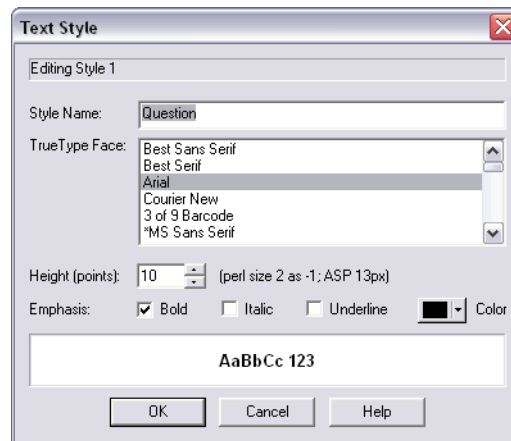 Text Style
Editing Style 1
Style Name: Question
TrueType Face: Best Sans Serif
Best Serif
Arial
Courier New
3 of 9 Barcode
*MS Sans Serif
Height (points): 10 (perl size 2 as -1; ASP 13px)
Emphasis: Bold Italic Underline Color
AaBbCc 123
OK Cancel Help